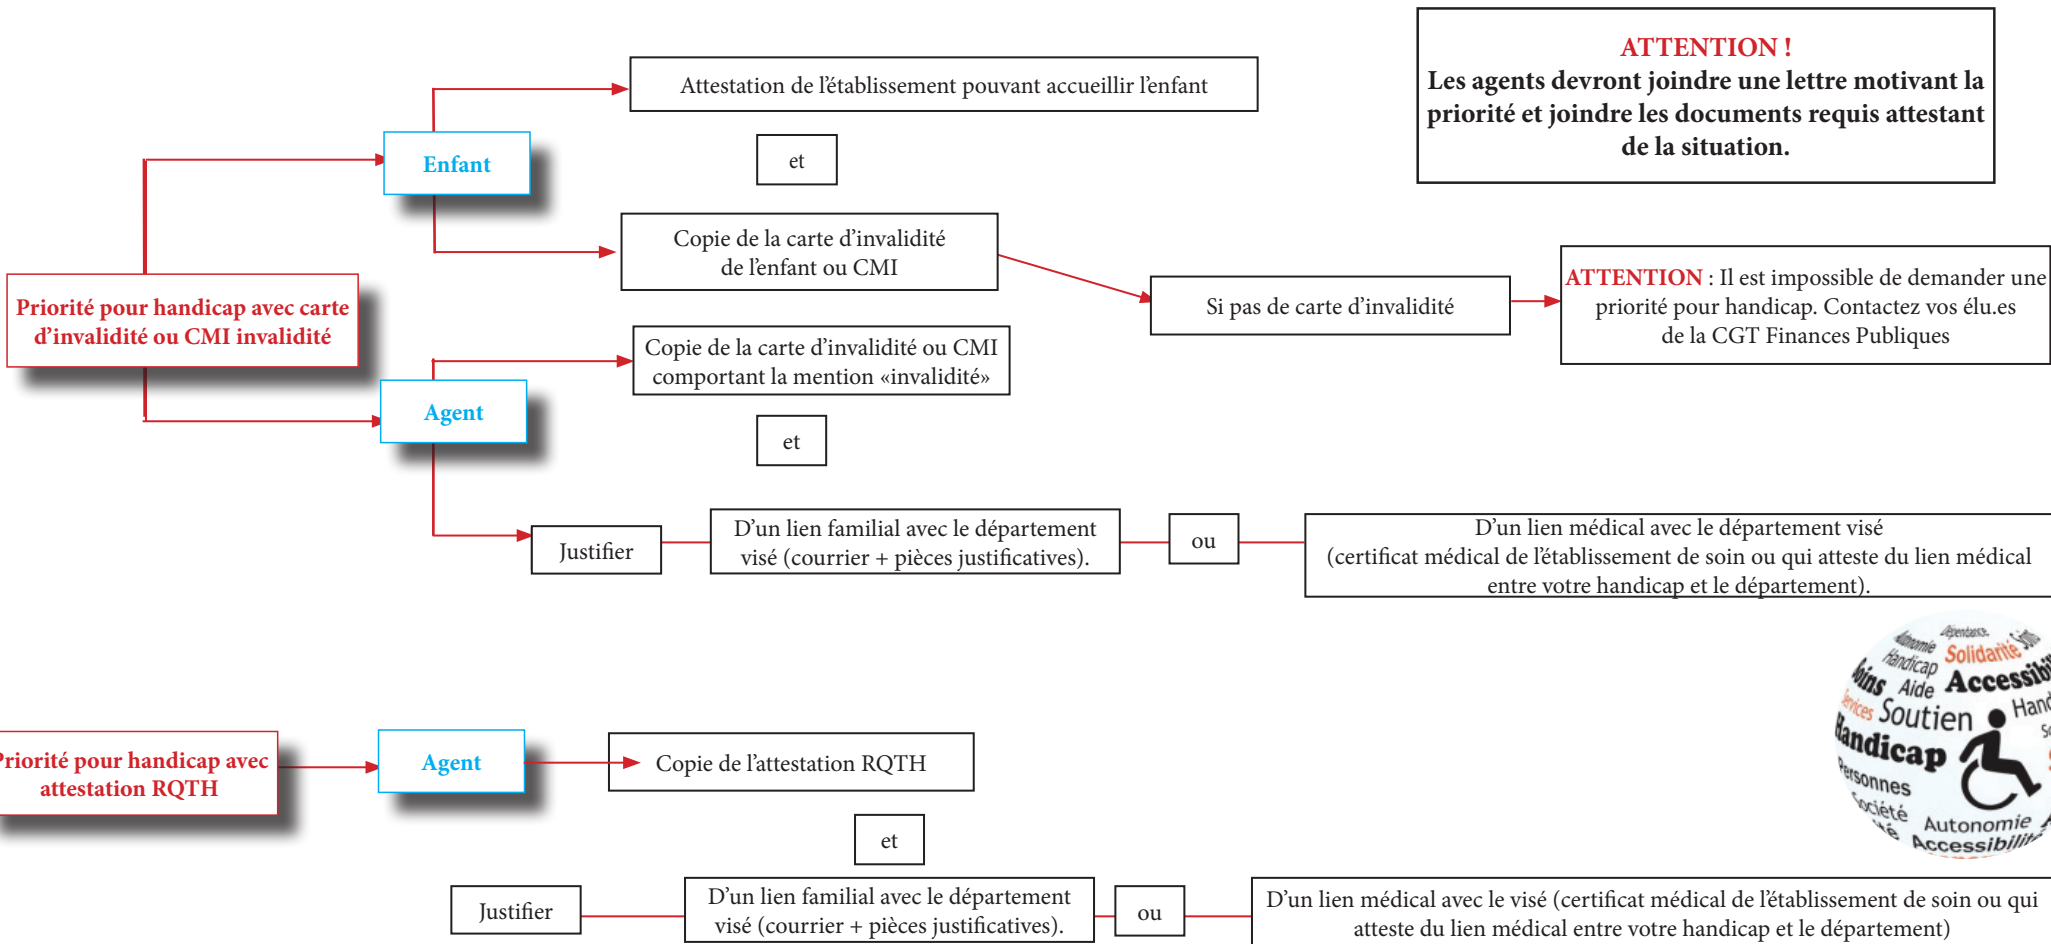 ATTENTION !
Les agents devront joindre une lettre motivant la
priorité et joindre les documents requis attestant
de la situation.
Attestation de l'établissement pouvant accueillir l'enfant
Enfant
et
Copie de la carte d'invalidité
de l'enfant ou CMI
Si pas de carte d'invalidité
ATTENTION : Il est impossible de demander une
priorité pour handicap. Contactez vos élu.es
de la CGT Finances Publiques
Priorité pour handicap avec carte
d'invalidité ou CMI invalidité
Copie de la carte d'invalidité ou CMI
comportant la mention «invalidité»
Agent
et
Justifier
D'un lien familial avec le département
visé (courrier + pièces justificatives).
ou
D'un lien médical avec le département visé
(certificat médical de l'établissement de soin ou qui atteste du lien médical
entre votre handicap et le département).
Priorité pour handicap avec
attestation RQTH
Agent
Copie de l'attestation RQTH
et
Justifier
D'un lien familial avec le département
visé (courrier + pièces justificatives).
ou
D'un lien médical avec le visé (certificat médical de l'établissement de soin ou qui
atteste du lien médical entre votre handicap et le département)
Dépendance
Autonomie
Solidarité
Soins
Handicap
Aide
Soutien
Handicap
Personnes
Société
Autonomie